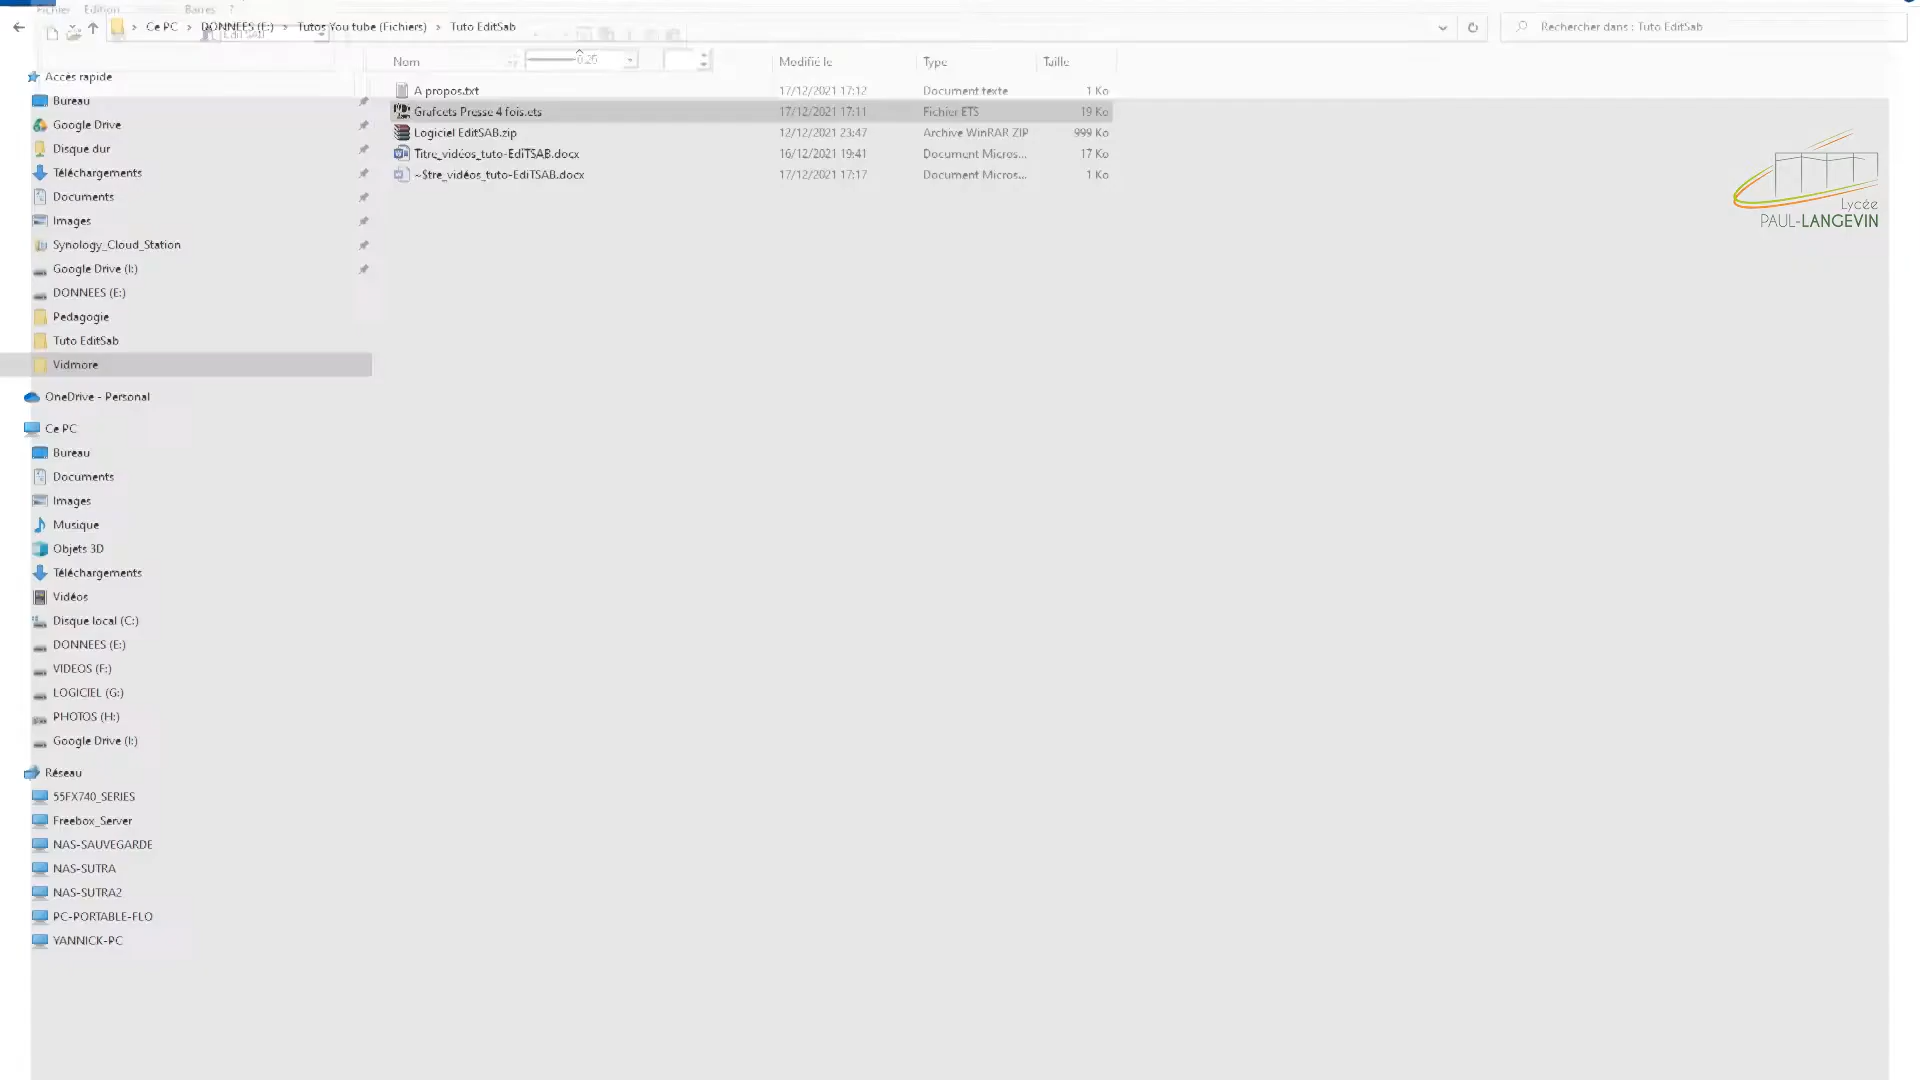 Fichier Edition Barres ?
Ce PC > DONNEES (E:) > Tutos You tube (Fichiers) > Tuto EditSab
Rechercher dans : Tuto EditSab
EditSAB
0.25
Nom Modifié le Type Taille
A propos.txt 17/12/2021 17:12 Document texte 1 Ko
Grafcets Presse 4 fois.ets 17/12/2021 17:11 Fichier ETS 19 Ko
Logiciel EditSAB.zip 12/12/2021 23:47 Archive WinRAR ZIP 999 Ko
Titre_vidéos_tuto-EdiTSAB.docx 16/12/2021 19:41 Document Micros... 17 Ko
~$tre_vidéos_tuto-EdiTSAB.docx 17/12/2021 17:17 Document Micros... 1 Ko
Accès rapide
Bureau
Google Drive
Disque dur
Téléchargements
Documents
Images
Synology_Cloud_Station
Google Drive (I:)
DONNEES (E:)
Pedagogie
Tuto EditSab
Vidmore
OneDrive - Personal
Ce PC
Bureau
Documents
Images
Musique
Objets 3D
Téléchargements
Vidéos
Disque local (C:)
DONNEES (E:)
VIDEOS (F:)
LOGICIEL (G:)
PHOTOS (H:)
Google Drive (I:)
Réseau
55FX740_SERIES
Freebox_Server
NAS-SAUVEGARDE
NAS-SUTRA
NAS-SUTRA2
PC-PORTABLE-FLO
YANNICK-PC
Lycée
PAUL-LANGEVIN